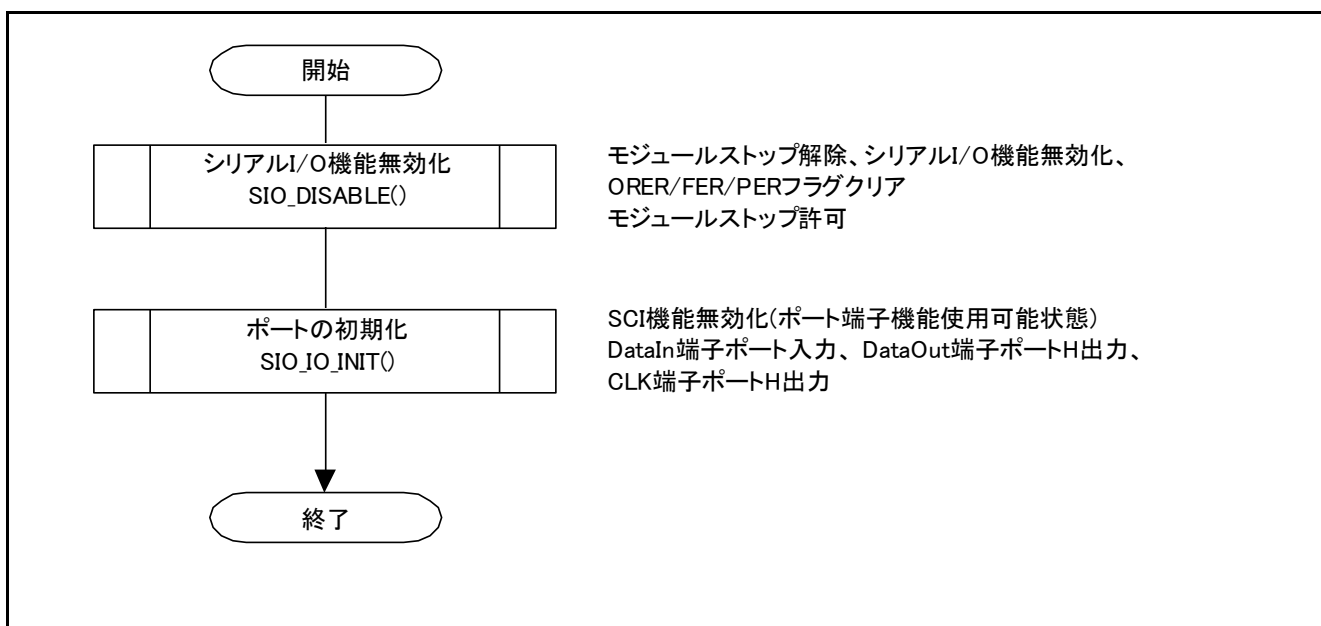 開始
シリアルI/O機能無効化
SIO_DISABLE()
モジュールストップ解除、シリアルI/O機能無効化、
ORER/FER/PERフラグクリア
モジュールストップ許可
ポートの初期化
SIO_IO_INIT()
SCI機能無効化(ポート端子機能使用可能状態)
DataIn端子ポート入力、DataOut端子ポートH出力、
CLK端子ポートH出力
終了